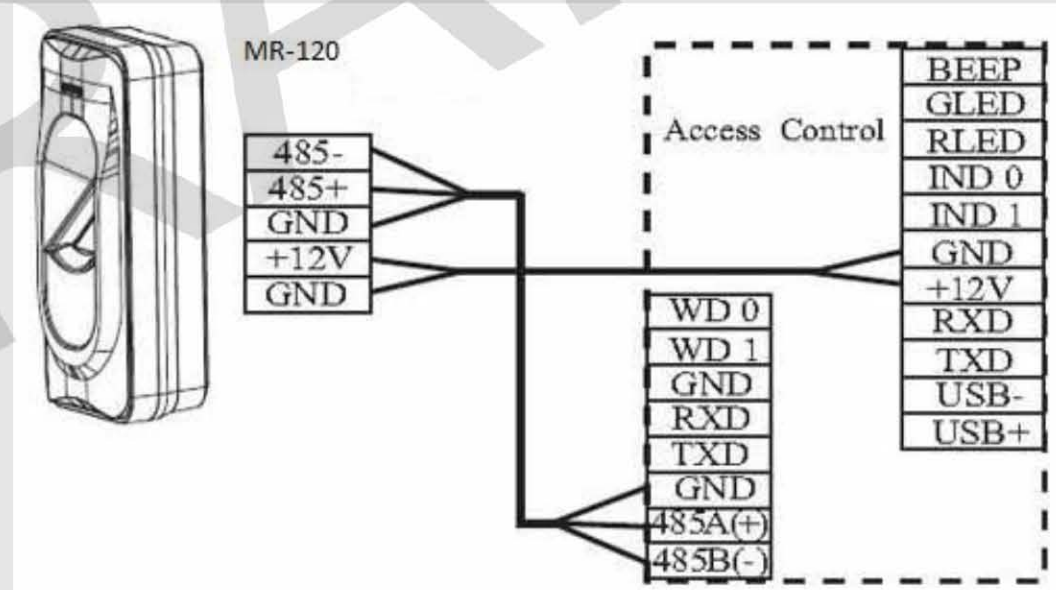 MR-120
485-
485+
GND
+12V
GND
Access Control
BEEP
GLED
RLED
IND 0
IND 1
GND
+12V
RXD
TXD
USB-
USB+
WD 0
WD 1
GND
RXD
TXD
GND
485A(+)
485B(-)